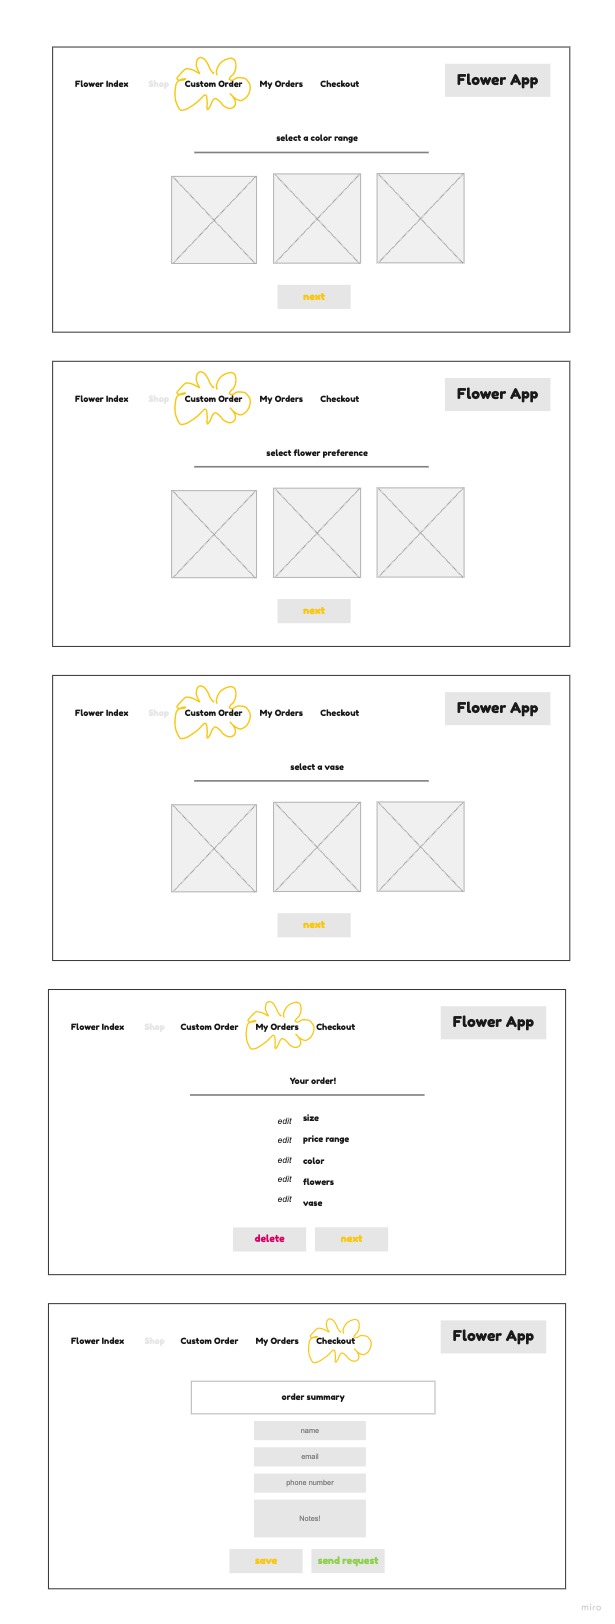 Flower Index Shop Custom Order My Orders Checkout Flower App
select a color range
next
Flower Index Shop Custom Order My Orders Checkout Flower App
select flower preference
next
Flower Index Shop Custom Order My Orders Checkout Flower App
select a vase
next
Flower Index Shop Custom Order My Orders Checkout Flower App
Your order!
edit size
edit price range
edit color
edit flowers
edit vase
delete next
Flower Index Shop Custom Order My Orders Checkout Flower App
order summary
name
email
phone number
Notes!
save send request
miro